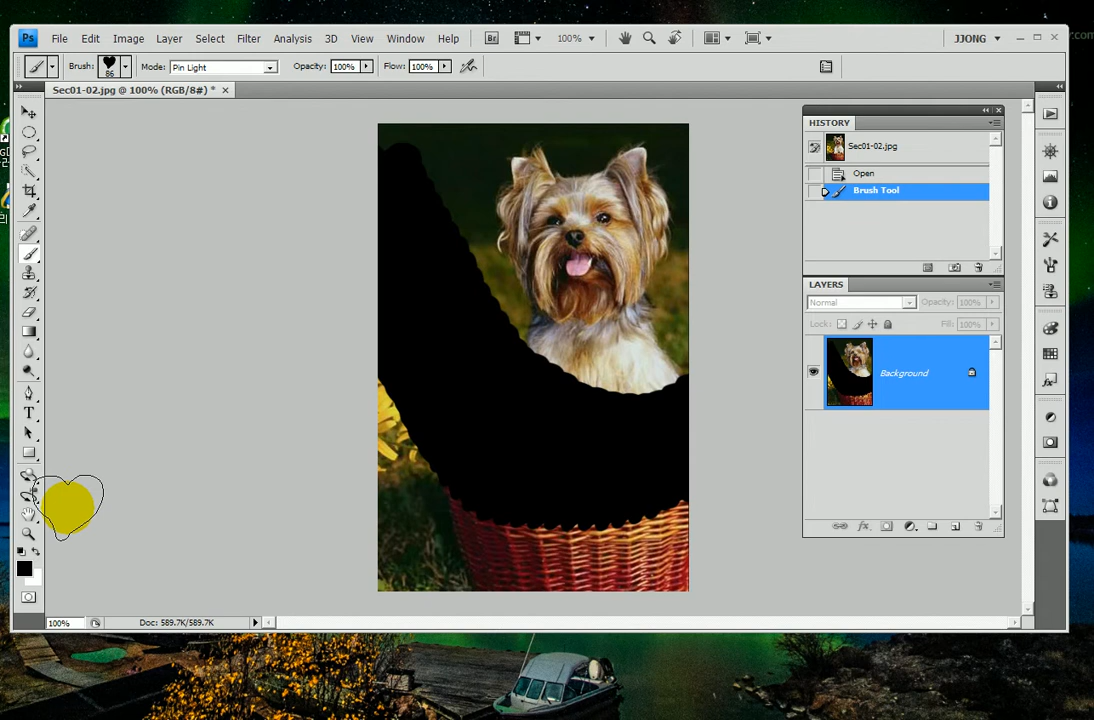 Ps File Edit Image Layer Select Filter Analysis 3D View Window Help Br 100% JJONG
Brush: 86 Mode: Pin Light Opacity: 100% Flow: 100%
Sec01-02.jpg @ 100% (RGB/8#) * x
HISTORY
Sec01-02.jpg
Open
Brush Tool
LAYERS
Normal Opacity: 100%
Lock: Fill: 100%
Background
T
fx
100% Doc: 589.7K/589.7K